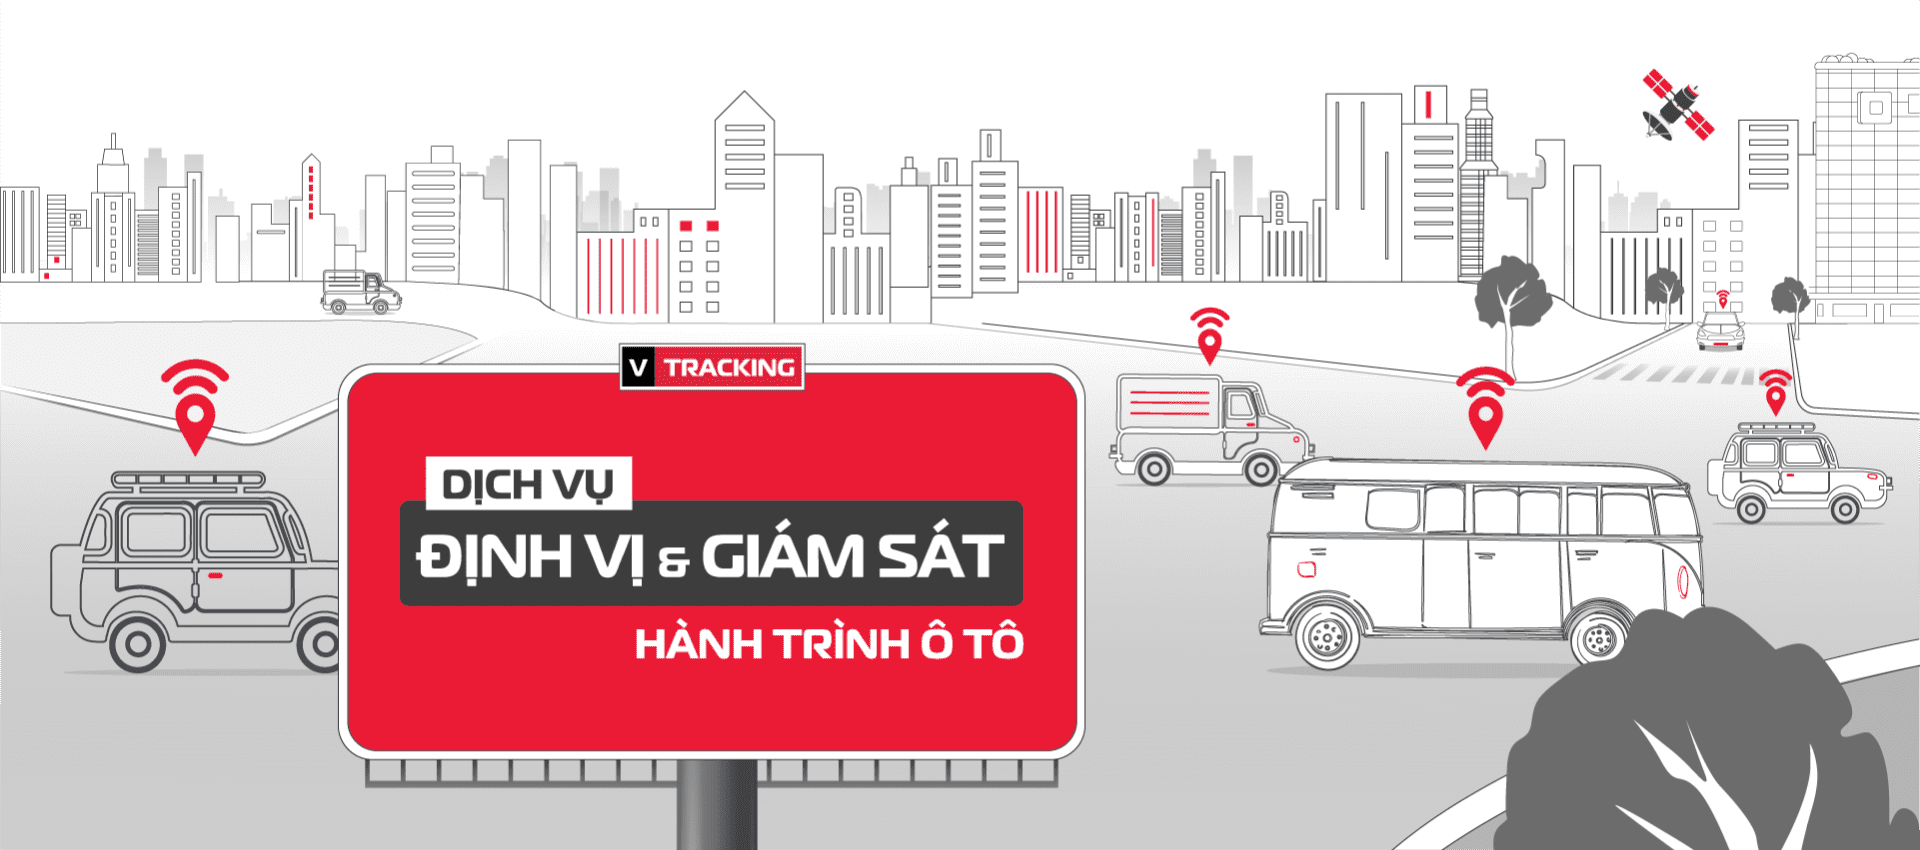 V TRACKING
DỊCH VỤ
ĐỊNH VỊ & GIÁM SÁT
HÀNH TRÌNH Ô TÔ